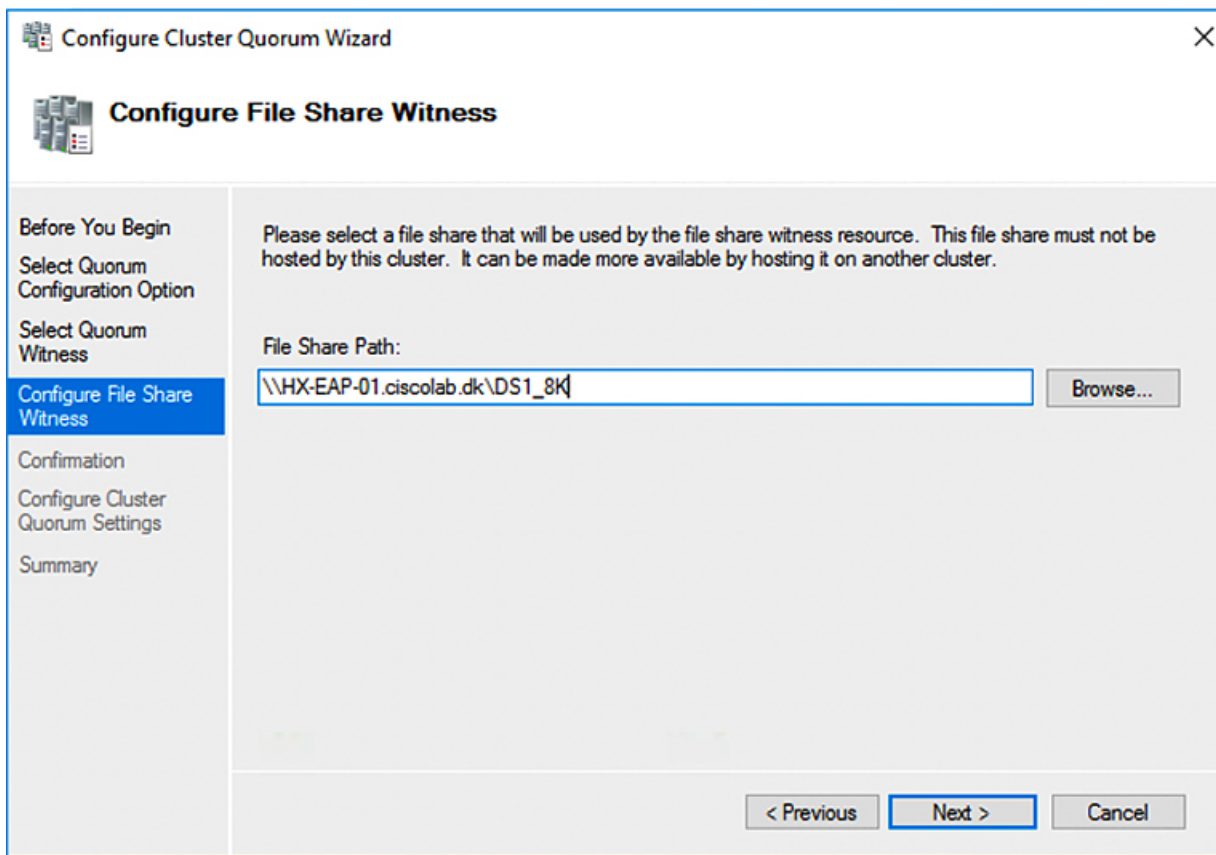 Configure Cluster Quorum Wizard
Configure File Share Witness
Before You Begin
Select Quorum
Configuration Option
Select Quorum
Witness
Configure File Share
Witness
Confirmation
Configure Cluster
Quorum Settings
Summary
Please select a file share that will be used by the file share witness resource.  This file share must not be
hosted by this cluster.  It can be made more available by hosting it on another cluster.
File Share Path:
\\HX-EAP-01.ciscolab.dk\DS1_8K
Browse...
< Previous
Next >
Cancel